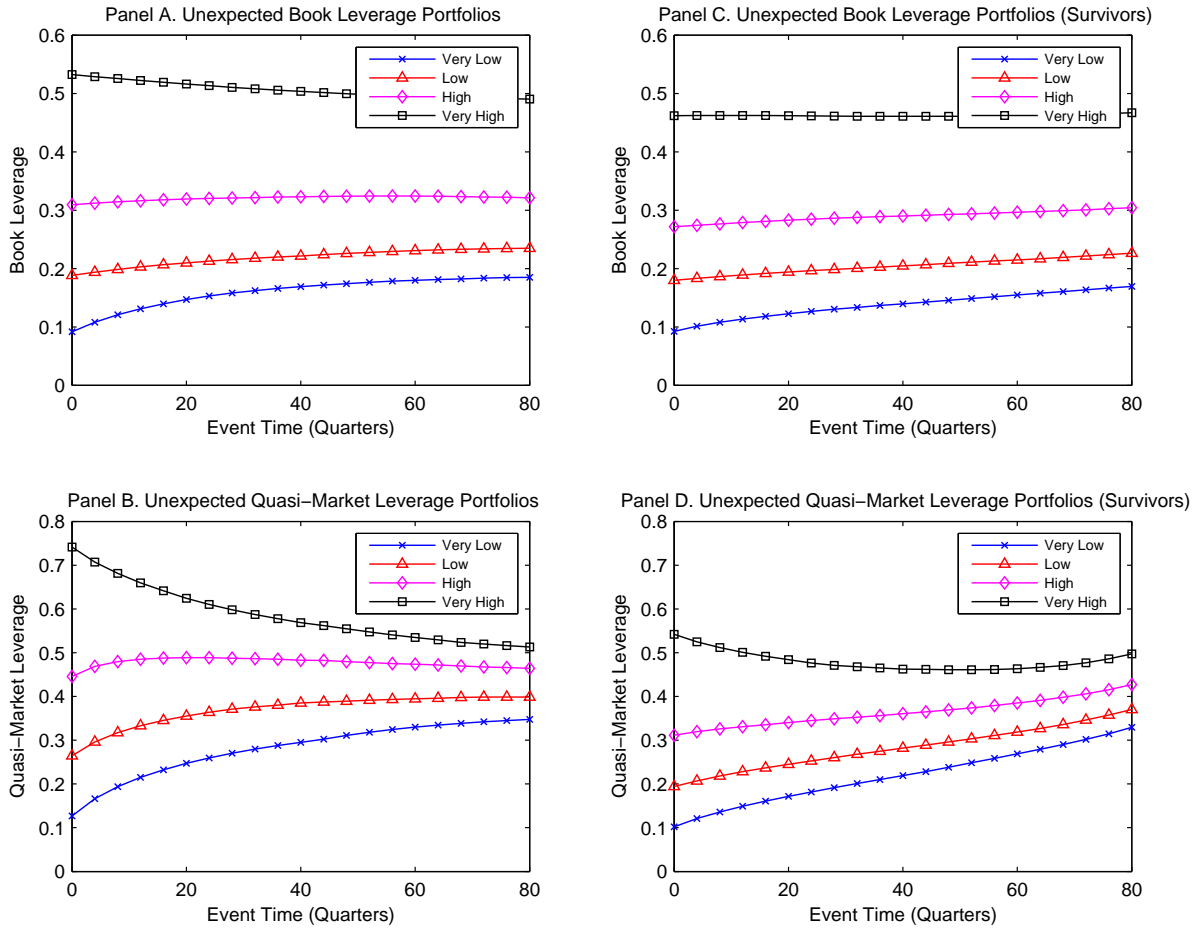 Panel A. Unexpected Book Leverage Portfolios
0.6
0.5
0.4
0.3
0.2
0.1
0
Book Leverage
0 20 40 60 80
Event Time (Quarters)
Very Low
Low
High
Very High
Panel C. Unexpected Book Leverage Portfolios (Survivors)
0.6
0.5
0.4
0.3
0.2
0.1
0
Book Leverage
0 20 40 60 80
Event Time (Quarters)
Very Low
Low
High
Very High
Panel B. Unexpected Quasi−Market Leverage Portfolios
0.8
0.7
0.6
0.5
0.4
0.3
0.2
0.1
0
Quasi−Market Leverage
0 20 40 60 80
Event Time (Quarters)
Very Low
Low
High
Very High
Panel D. Unexpected Quasi−Market Leverage Portfolios (Survivors)
0.8
0.7
0.6
0.5
0.4
0.3
0.2
0.1
0
Quasi−Market Leverage
0 20 40 60 80
Event Time (Quarters)
Very Low
Low
High
Very High